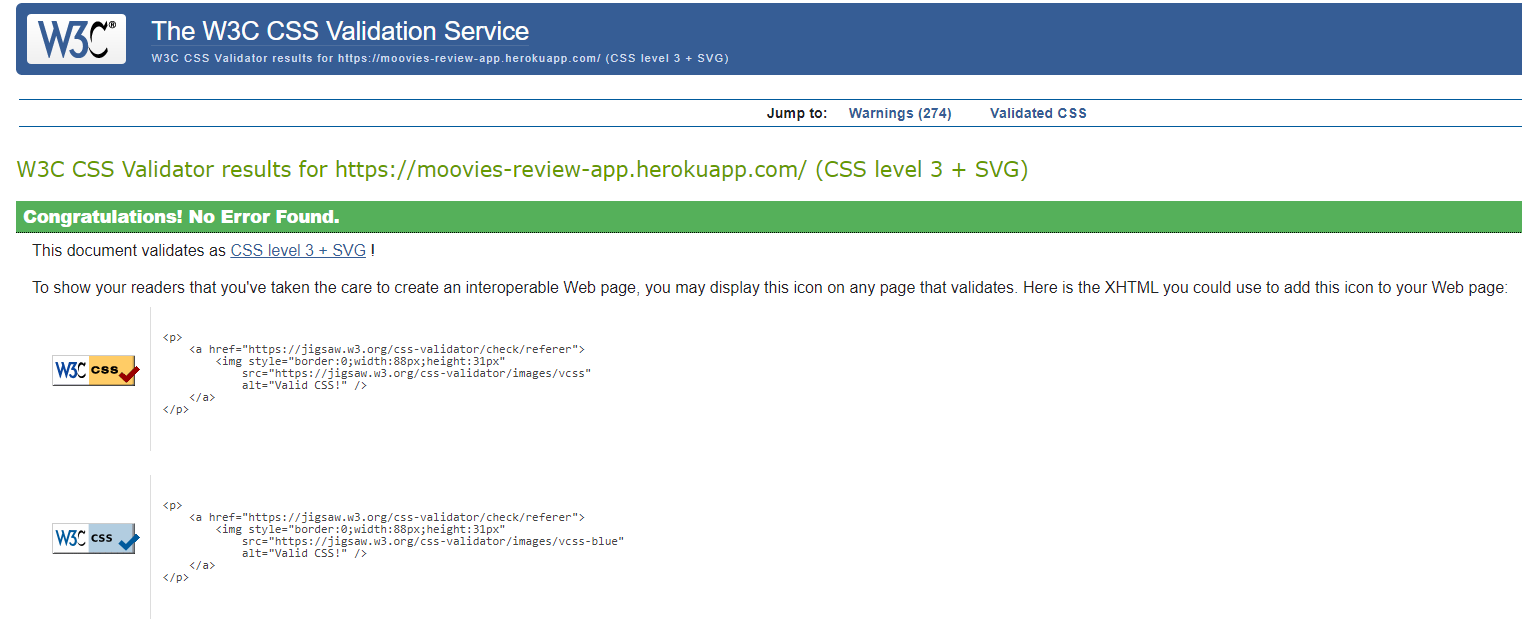 W3C®
The W3C CSS Validation Service
W3C CSS Validator results for https://moovies-review-app.herokuapp.com/ (CSS level 3 + SVG)
Jump to: Warnings (274) Validated CSS
W3C CSS Validator results for https://moovies-review-app.herokuapp.com/ (CSS level 3 + SVG)
Congratulations! No Error Found.
This document validates as CSS level 3 + SVG !
To show your readers that you've taken the care to create an interoperable Web page, you may display this icon on any page that validates. Here is the XHTML you could use to add this icon to your Web page:
W3C css
<p>
<a href="https://jigsaw.w3.org/css-validator/check/referer">
<img style="border:0;width:88px;height:31px"
src="https://jigsaw.w3.org/css-validator/images/vcss"
alt="Valid CSS!" />
</a>
</p>
W3C css
<p>
<a href="https://jigsaw.w3.org/css-validator/check/referer">
<img style="border:0;width:88px;height:31px"
src="https://jigsaw.w3.org/css-validator/images/vcss-blue"
alt="Valid CSS!" />
</a>
</p>